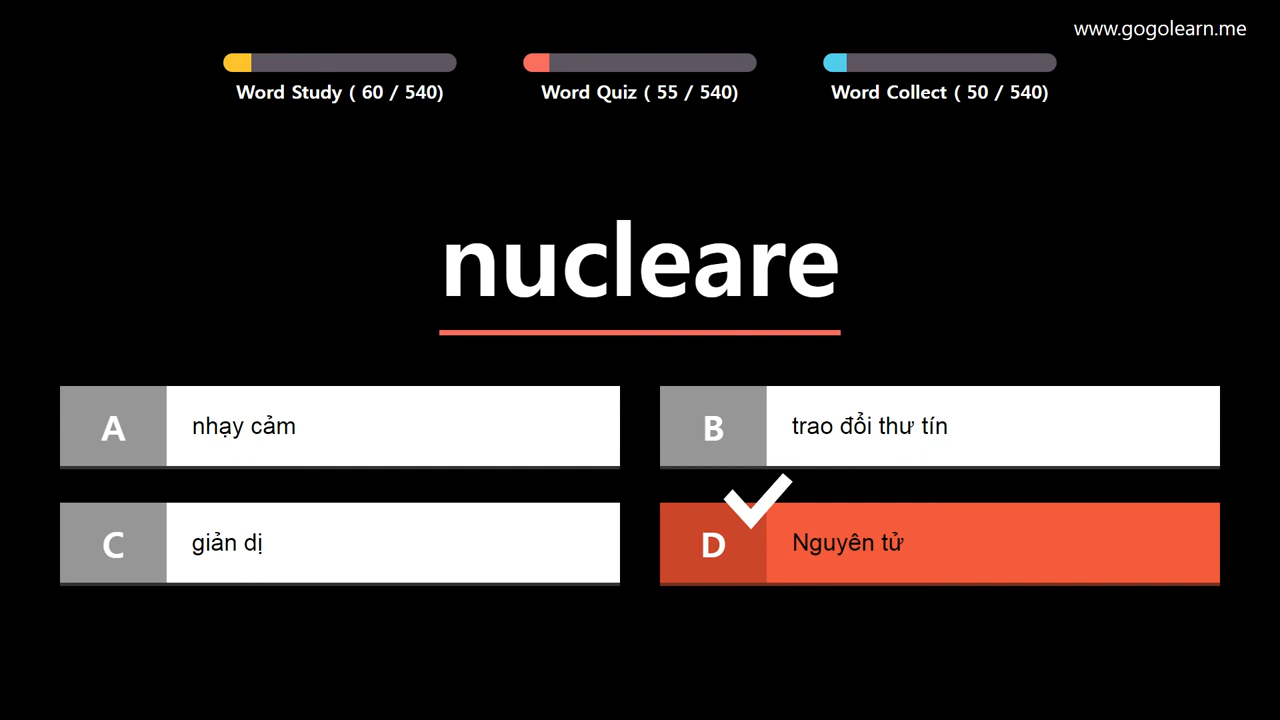 www.gogolearn.me
Word Study ( 60 / 540)
Word Quiz ( 55 / 540)
Word Collect ( 50 / 540)
nucleare
A nhạy cảm
B trao đổi thư tín
C giản dị
D Nguyên tử